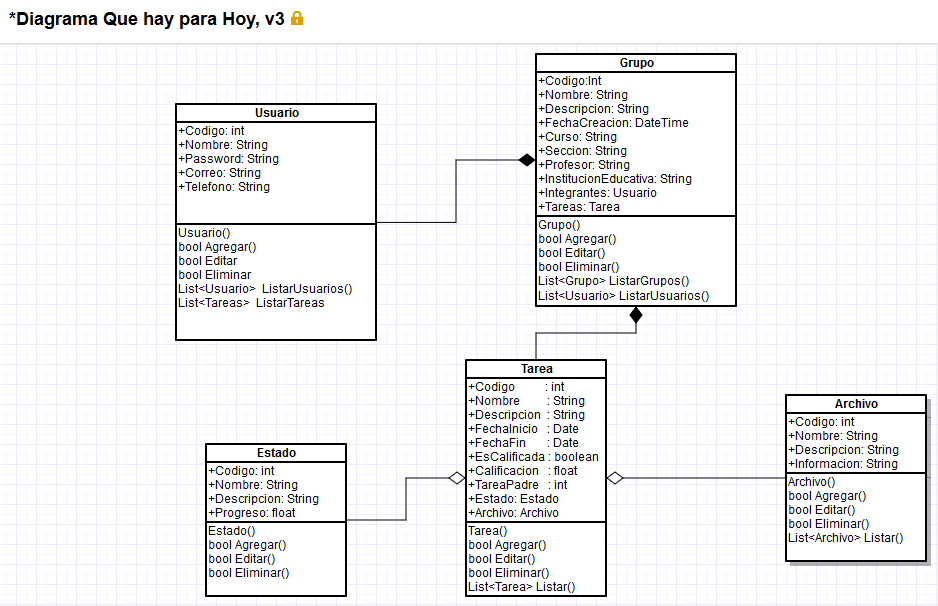 *Diagrama Que hay para Hoy, v3
Usuario
+Codigo: int
+Nombre: String
+Password: String
+Correo: String
+Telefono: String
Usuario()
bool Agregar()
bool Editar
bool Eliminar
List<Usuario> ListarUsuarios()
List<Tareas> ListarTareas
Grupo
+Codigo:Int
+Nombre: String
+Descripcion: String
+FechaCreacion: DateTime
+Curso: String
+Seccion: String
+Profesor: String
+InstitucionEducativa: String
+Integrantes: Usuario
+Tareas: Tarea
Grupo()
bool Agregar()
bool Editar()
bool Eliminar()
List<Grupo> ListarGrupos()
List<Usuario> ListarUsuarios()
Tarea
+Codigo : int
+Nombre : String
+Descripcion : String
+FechaInicio : Date
+FechaFin : Date
+EsCalificada : boolean
+Calificacion : float
+TareaPadre : int
+Estado: Estado
+Archivo: Archivo
Tarea()
bool Agregar()
bool Editar()
bool Eliminar()
List<Tarea> Listar()
Estado
+Codigo: int
+Nombre: String
+Descripcion: String
+Progreso: float
Estado()
bool Agregar()
bool Editar()
bool Eliminar()
Archivo
+Codigo: int
+Nombre: String
+Descripcion: String
+Informacion: String
Archivo()
bool Agregar()
bool Editar()
bool Eliminar()
List<Archivo> Listar()